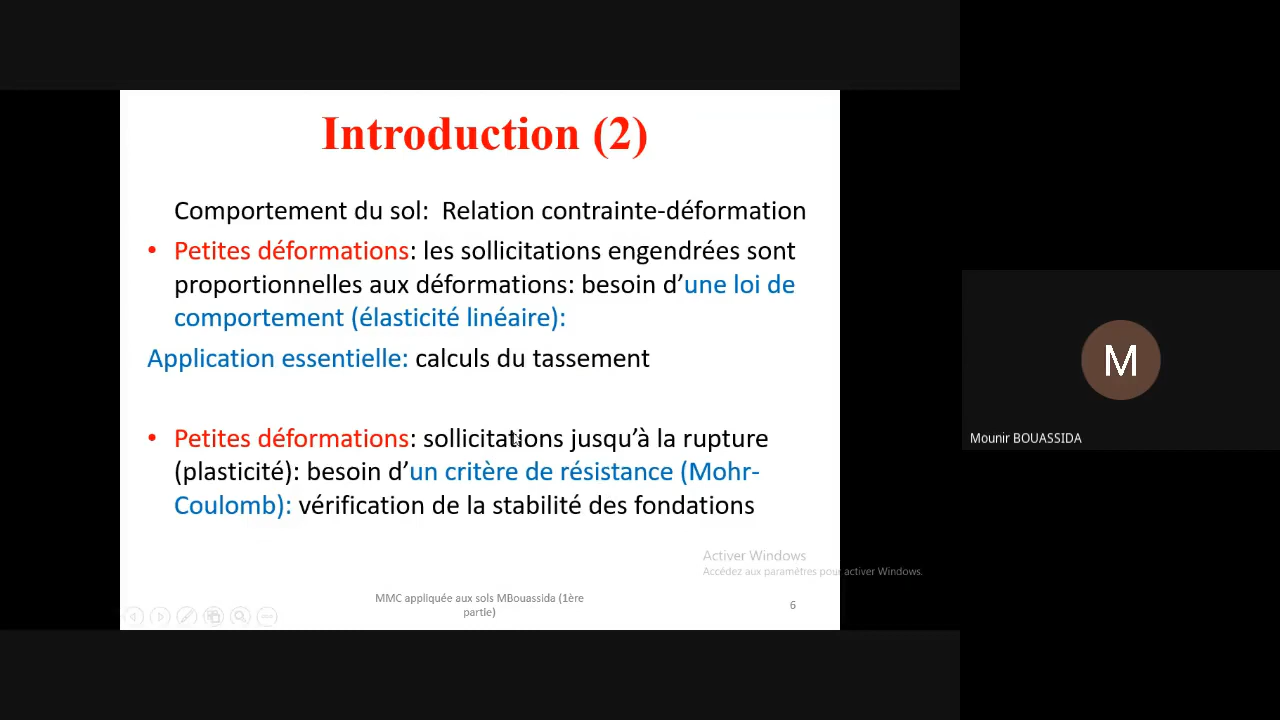 Introduction (2)
Comportement du sol:  Relation contrainte-déformation
• Petites déformations: les sollicitations engendrées sont
proportionnelles aux déformations: besoin d’une loi de
comportement (élasticité linéaire):
Application essentielle: calculs du tassement
• Petites déformations: sollicitations jusqu’à la rupture
(plasticité): besoin d’un critère de résistance (Mohr-
Coulomb): vérification de la stabilité des fondations
Activer Windows
Accédez aux paramètres pour activer Windows.
MMC appliquée aux sols MBouassida (1ère
partie)
6
M
Mounir BOUASSIDA